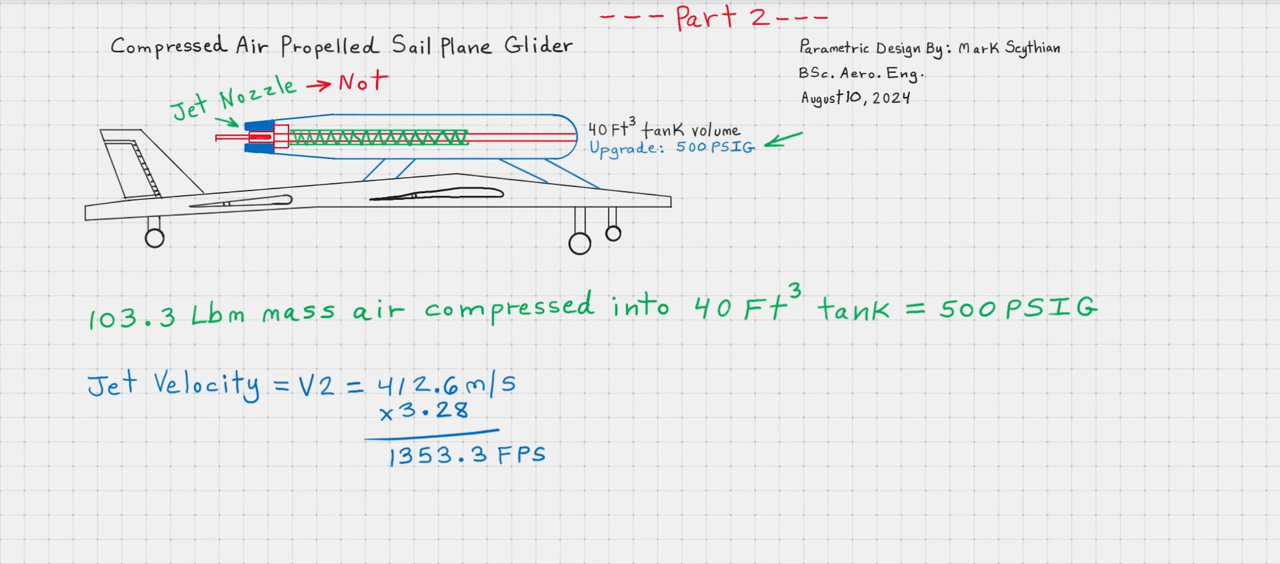 --- Part 2 ---
Compressed Air Propelled Sail Plane Glider
Parametric Design By: Mark Scythian
BSc. Aero. Eng.
August 10, 2024
Jet Nozzle → Not
40 Ft³ tank volume
Upgrade: 500 PSIG
103.3 Lbm mass air compressed into 40 Ft³ tank = 500 PSIG
Jet Velocity = V2 = 412.6 m/s
x3.28
1353.3 FPS